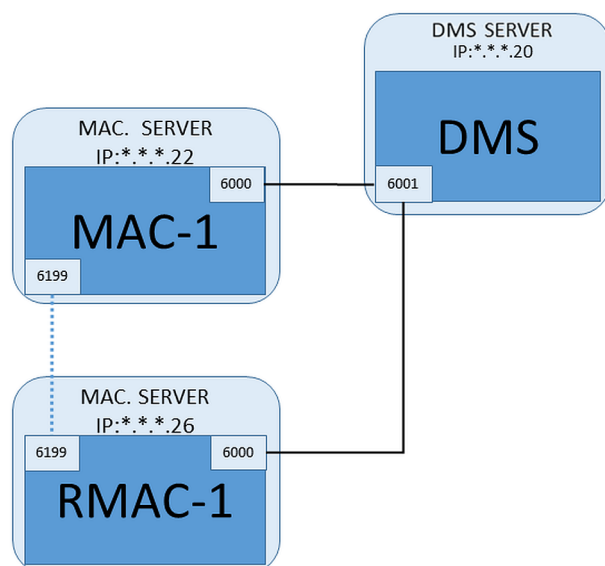 DMS SERVER
IP:*.*.*.20
DMS
6001
MAC. SERVER
IP:*.*.*.22
6000
MAC-1
6199
MAC. SERVER
IP:*.*.*.26
6199
6000
RMAC-1